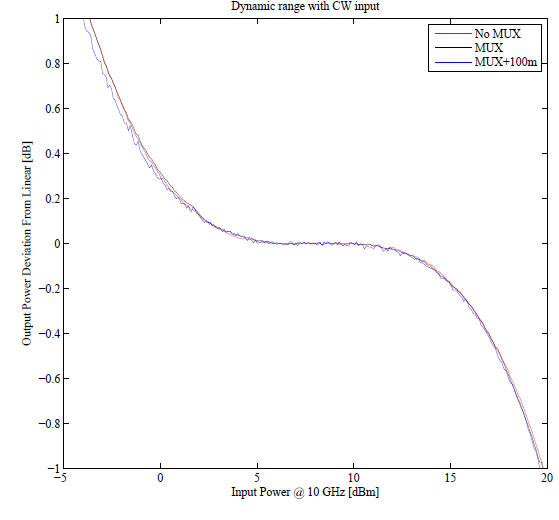 Dynamic range with CW input
No MUX
MUX
MUX+100m
Output Power Deviation From Linear [dB]
1
0.8
0.6
0.4
0.2
0
−0.2
−0.4
−0.6
−0.8
−1
−5
0
5
10
15
20
Input Power @ 10 GHz [dBm]